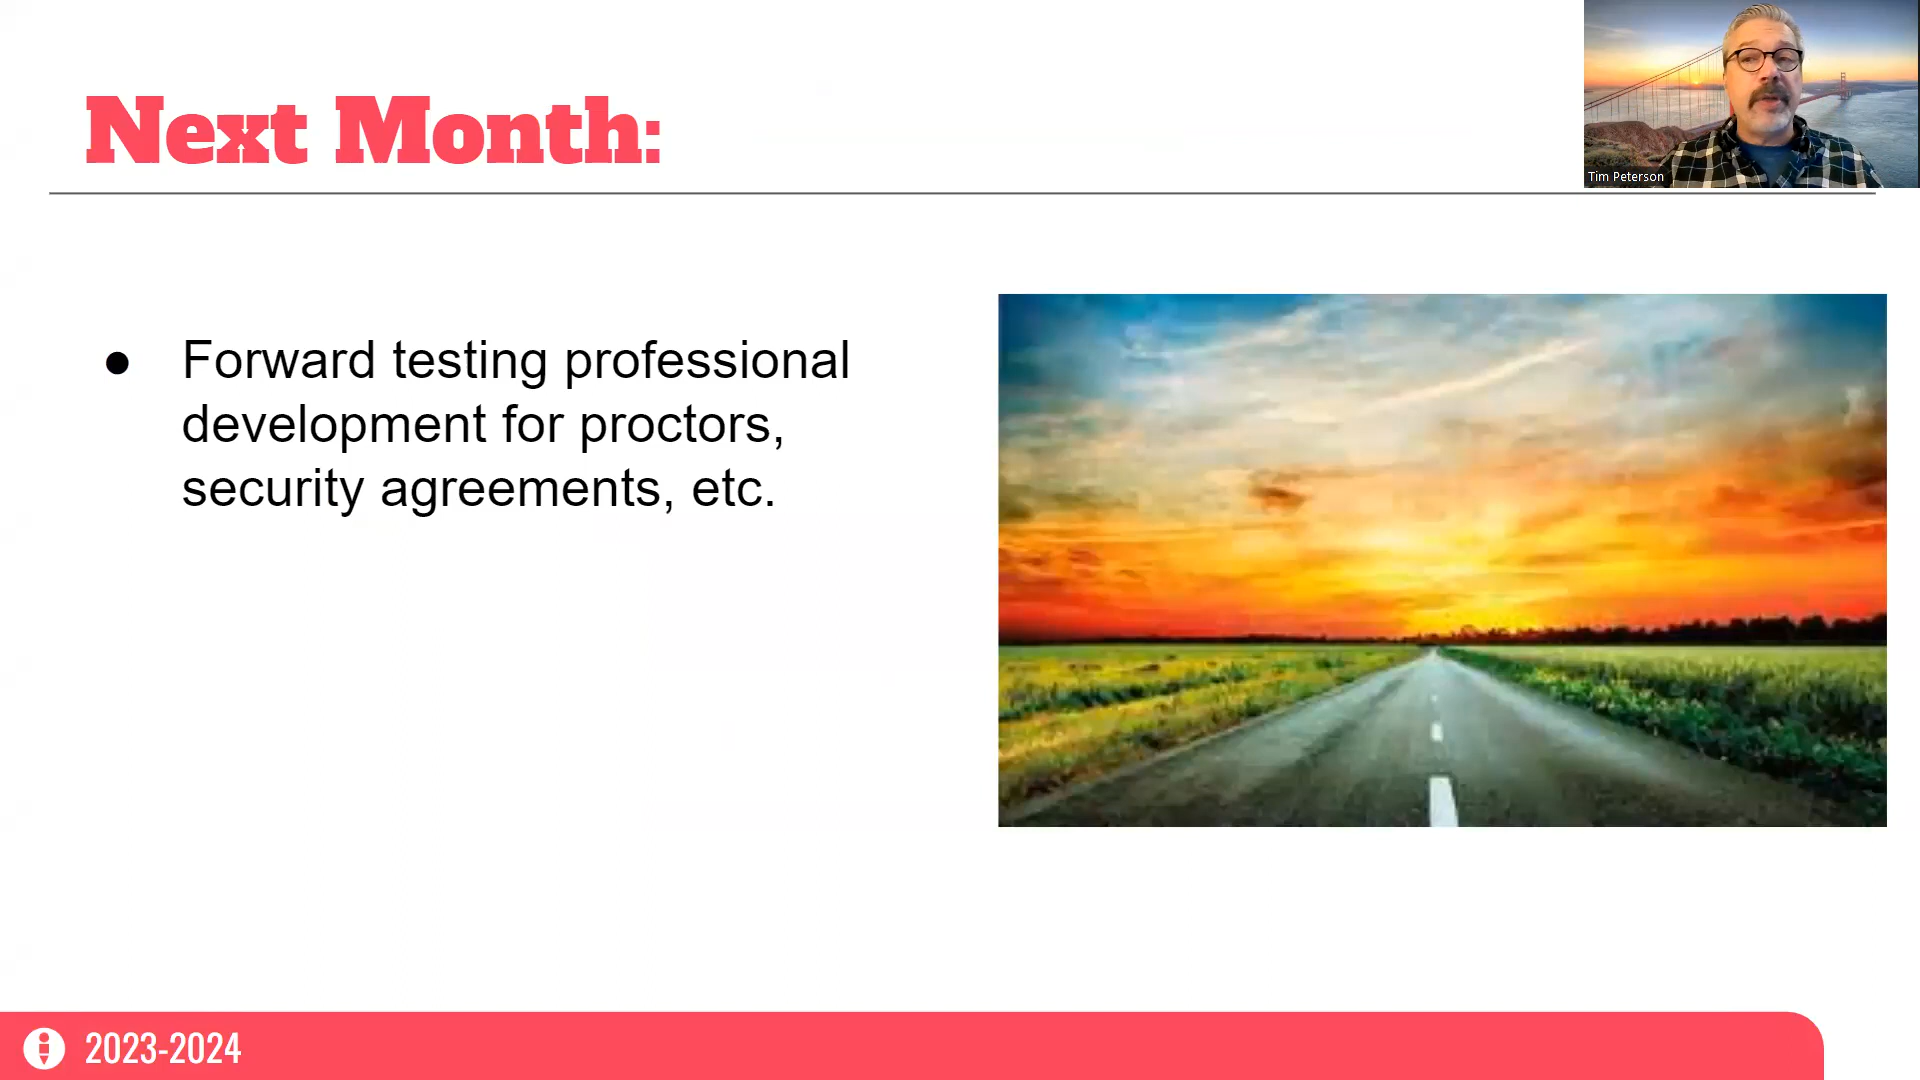 Next Month:
Tim Peterson
● Forward testing professional
development for proctors,
security agreements, etc.
2023-2024